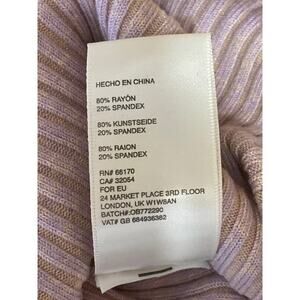 HECHO EN CHINA
80% RAYÓN
20% SPANDEX
80% KUNSTSEIDE
20% SPANDEX
80% RAION
20% SPANDEX
RN# 66170
CA# 32054
FOR EU
24 MARKET PLACE 3RD FLOOR
LONDON, UK W1W8AN
BATCH#:OB772290
VAT# GB 684936382